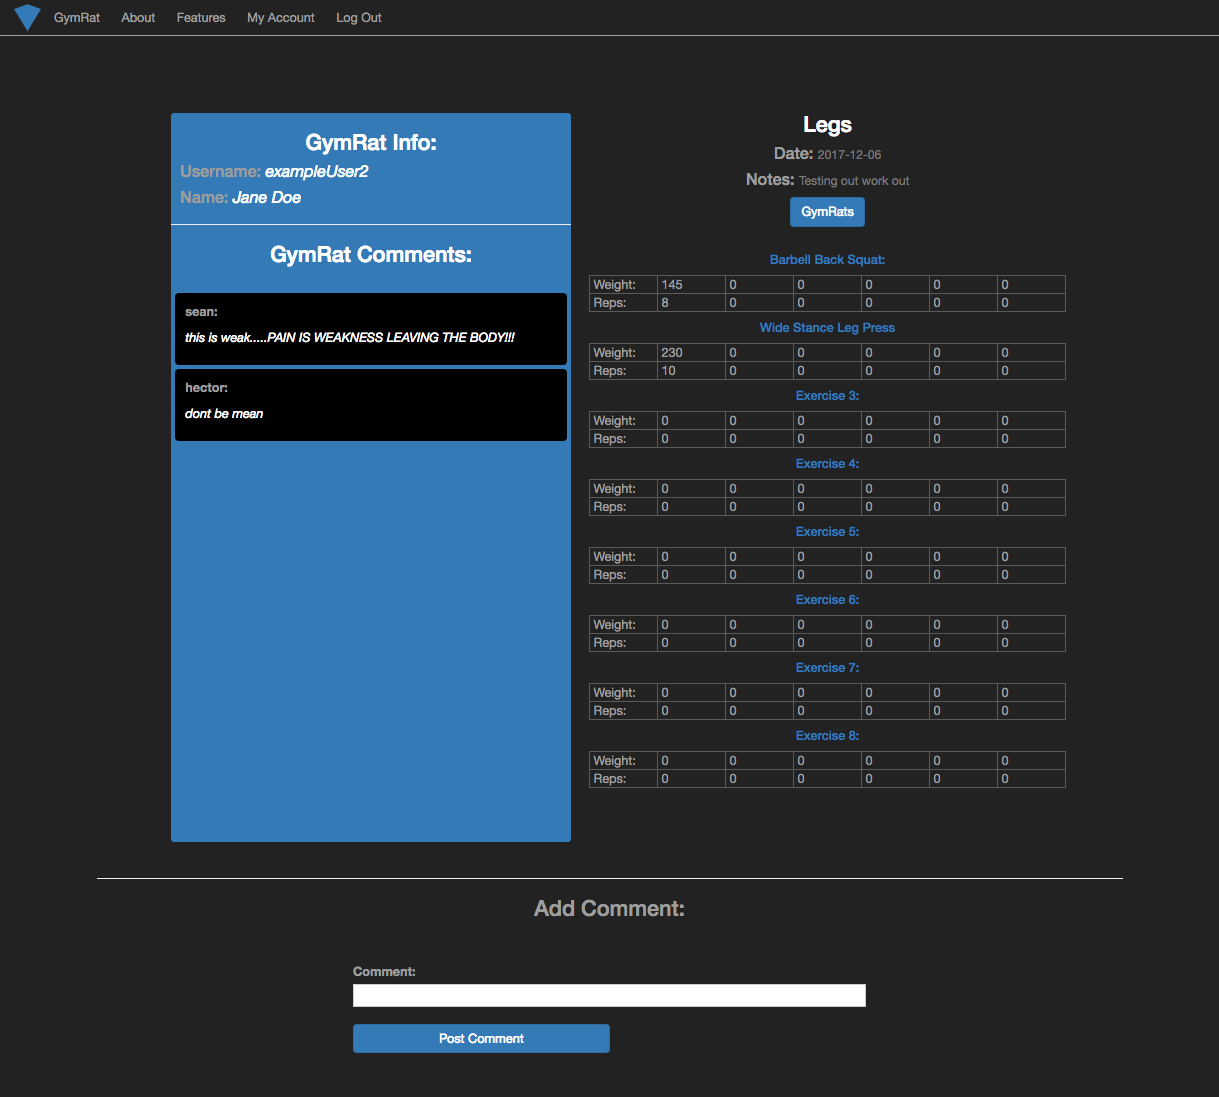 GymRat About Features My Account Log Out
GymRat Info:
Username: exampleUser2
Name: Jane Doe
GymRat Comments:
sean:
this is weak.....PAIN IS WEAKNESS LEAVING THE BODY!!!
hector:
dont be mean
Legs
Date: 2017-12-06
Notes: Testing out work out
GymRats
Barbell Back Squat:
Weight: 145 0 0 0 0 0
Reps: 8 0 0 0 0 0
Wide Stance Leg Press
Weight: 230 0 0 0 0 0
Reps: 10 0 0 0 0 0
Exercise 3:
Weight: 0 0 0 0 0 0
Reps: 0 0 0 0 0 0
Exercise 4:
Weight: 0 0 0 0 0 0
Reps: 0 0 0 0 0 0
Exercise 5:
Weight: 0 0 0 0 0 0
Reps: 0 0 0 0 0 0
Exercise 6:
Weight: 0 0 0 0 0 0
Reps: 0 0 0 0 0 0
Exercise 7:
Weight: 0 0 0 0 0 0
Reps: 0 0 0 0 0 0
Exercise 8:
Weight: 0 0 0 0 0 0
Reps: 0 0 0 0 0 0
Add Comment:
Comment:
Post Comment